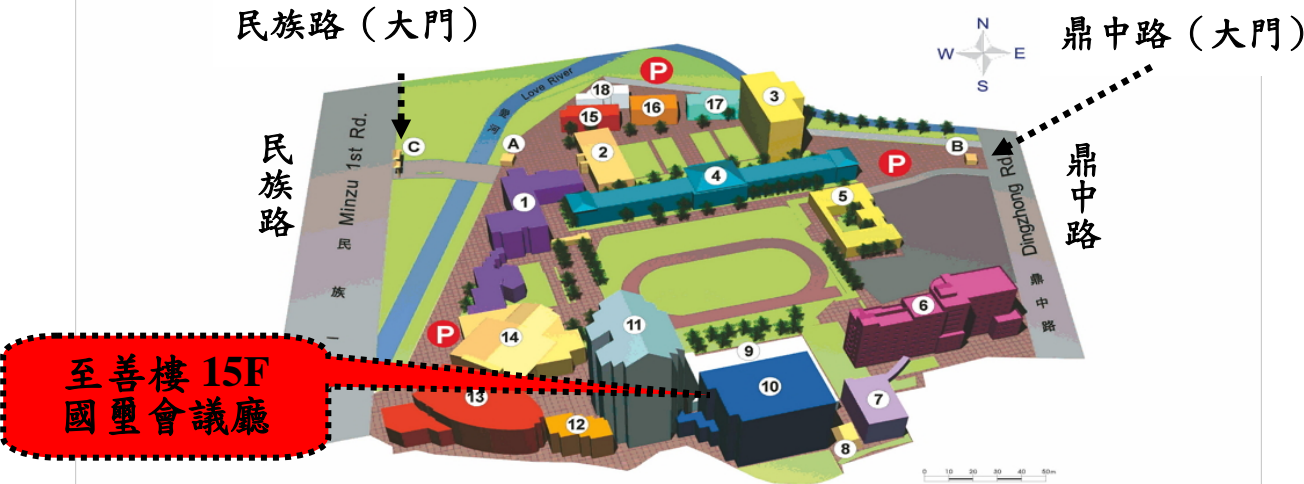 民族路（大門）
鼎中路（大門）
N
W E
S
Love River
愛河
P
18
16
17
3
15
C
A
2
B
P
4
民族路
Minzu 1st Rd.
民族一
1
5
Dingzhong Rd.
鼎中路
鼎中路
6
P
14
11
9
10
至善樓 15F
國璽會議廳
13
12
7
8
0 10 20 30 40 50m